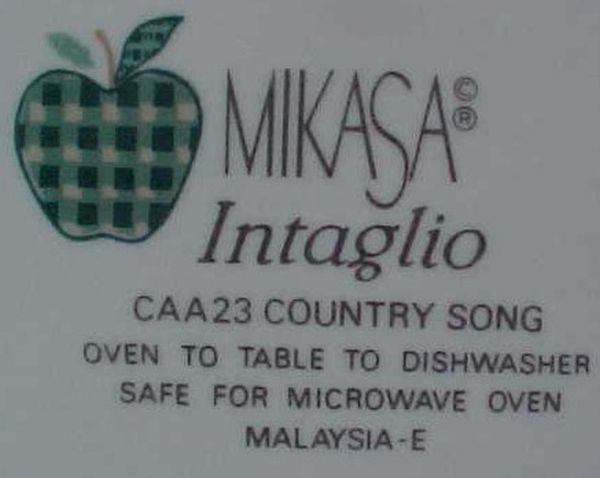 MIKASA©®
Intaglio
CAA23 COUNTRY SONG
OVEN TO TABLE TO DISHWASHER
SAFE FOR MICROWAVE OVEN
MALAYSIA-E